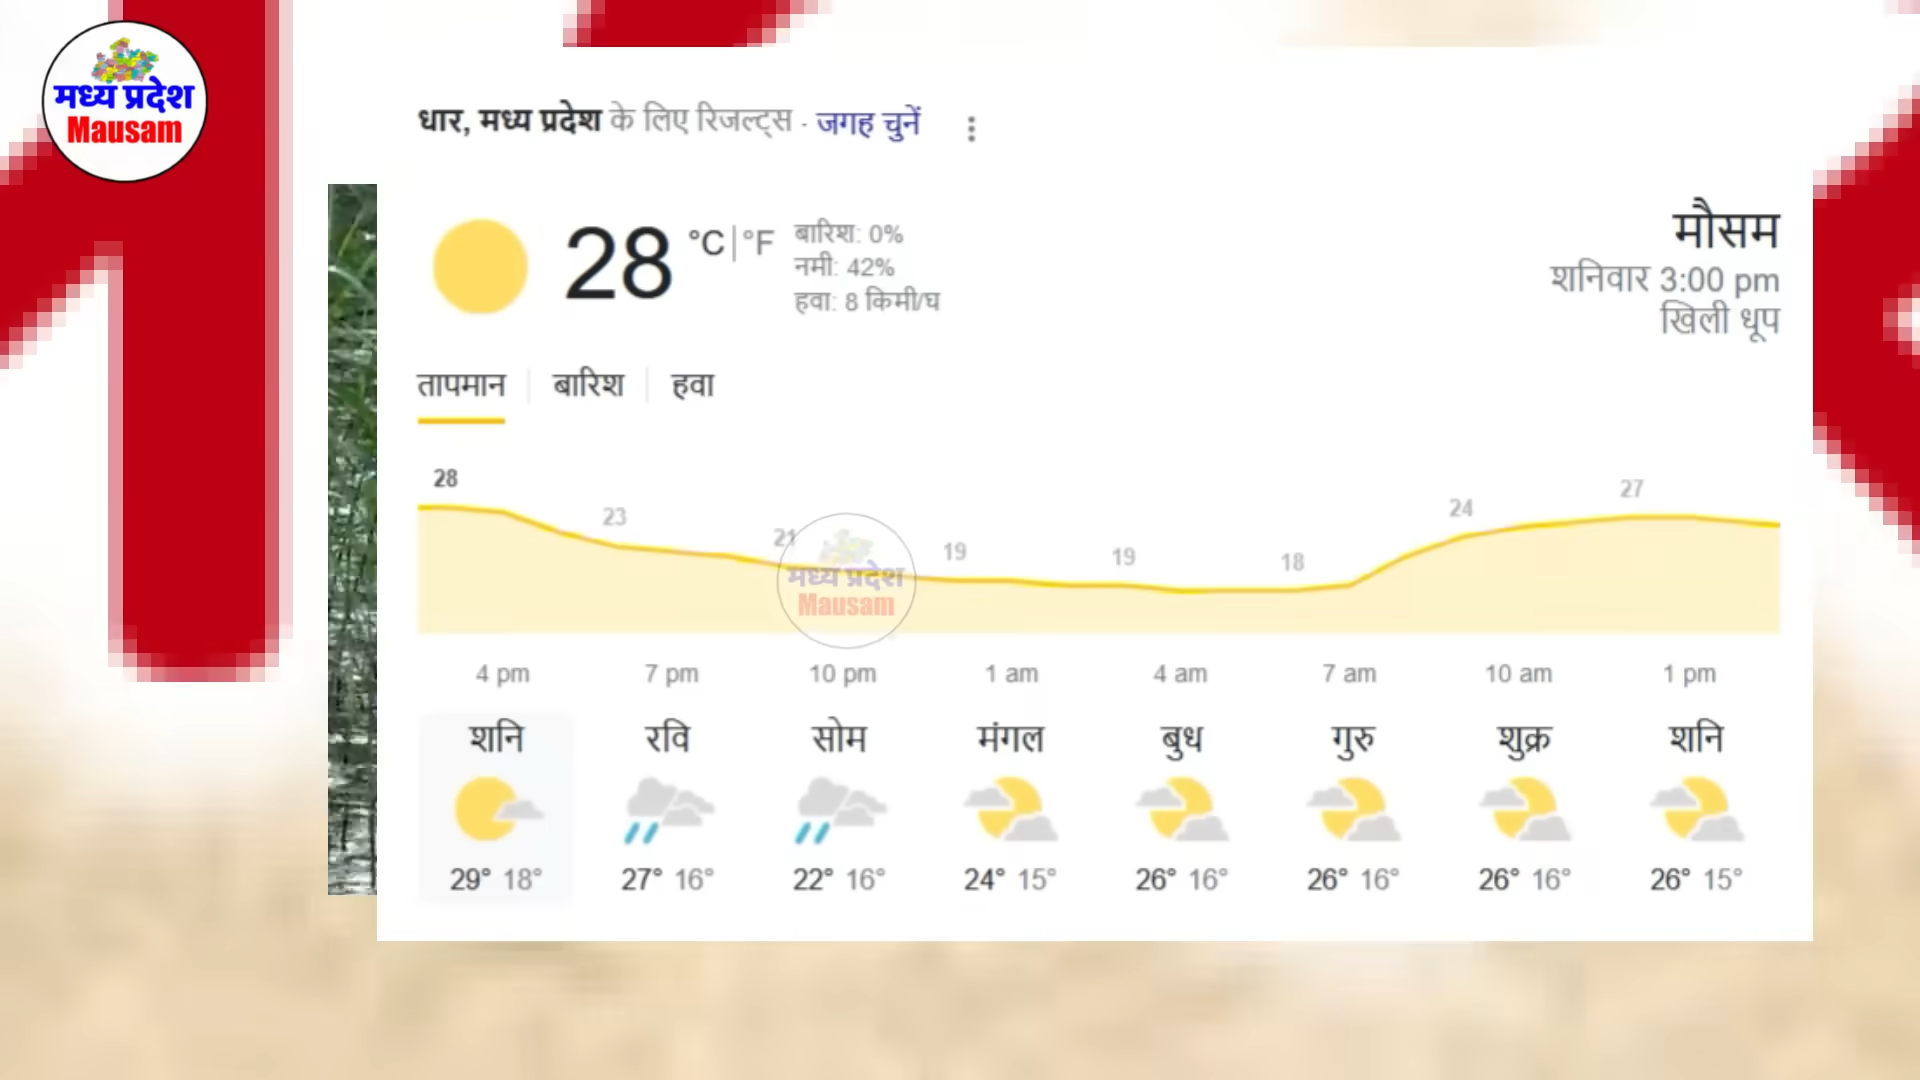 मध्य प्रदेश
Mausam
धार, मध्य प्रदेश के लिए रिजल्ट्स · जगह चुनें
28 °C | °F
बारिश: 0%
नमी: 42%
हवा: 8 किमी/घ
मौसम
शनिवार 3:00 pm
खिली धूप
तापमान बारिश हवा
28 23 21 19 19 18 24 27
मध्य प्रदेश
Mausam
4 pm 7 pm 10 pm 1 am 4 am 7 am 10 am 1 pm
शनि रवि सोम मंगल बुध गुरु शुक्र शनि
29° 18° 27° 16° 22° 16° 24° 15° 26° 16° 26° 16° 26° 16° 26° 15°